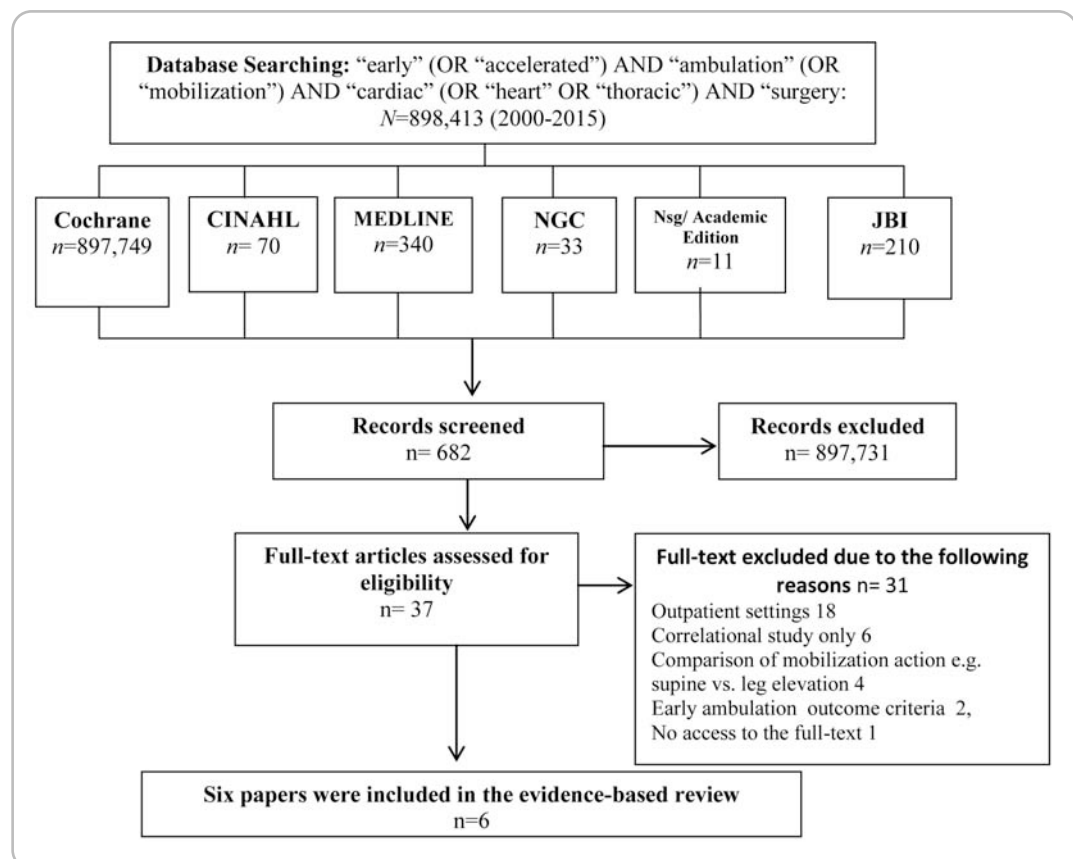 Database Searching: “early” (OR “accelerated”) AND “ambulation” (OR
“mobilization”) AND “cardiac” (OR “heart” OR “thoracic”) AND “surgery:
N=898,413 (2000-2015)
Cochrane
n=897,749
CINAHL
n= 70
MEDLINE
n=340
NGC
n=33
Nsg/ Academic
Edition
n=11
JBI
n=210
Records screened
n= 682
Records excluded
n= 897,731
Full-text articles assessed for
eligibility
n= 37
Full-text excluded due to the following
reasons n= 31
Outpatient settings 18
Correlational study only 6
Comparison of mobilization action e.g.
supine vs. leg elevation 4
Early ambulation outcome criteria 2,
No access to the full-text 1
Six papers were included in the evidence-based review
n=6